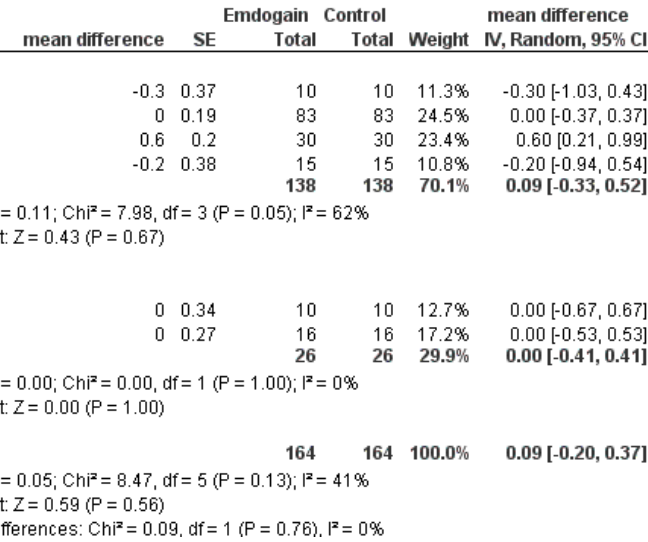 Emdogain Control mean difference
mean difference SE Total Total Weight IV, Random, 95% CI
-0.3 0.37 10 10 11.3% -0.30 [-1.03, 0.43]
0 0.19 83 83 24.5% 0.00 [-0.37, 0.37]
0.6 0.2 30 30 23.4% 0.60 [0.21, 0.99]
-0.2 0.38 15 15 10.8% -0.20 [-0.94, 0.54]
138 138 70.1% 0.09 [-0.33, 0.52]
= 0.11; Chi² = 7.98, df = 3 (P = 0.05); I² = 62%
t: Z = 0.43 (P = 0.67)
0 0.34 10 10 12.7% 0.00 [-0.67, 0.67]
0 0.27 16 16 17.2% 0.00 [-0.53, 0.53]
26 26 29.9% 0.00 [-0.41, 0.41]
= 0.00; Chi² = 0.00, df = 1 (P = 1.00); I² = 0%
t: Z = 0.00 (P = 1.00)
164 164 100.0% 0.09 [-0.20, 0.37]
= 0.05; Chi² = 8.47, df = 5 (P = 0.13); I² = 41%
t: Z = 0.59 (P = 0.56)
fferences: Chi² = 0.09, df = 1 (P = 0.76), I² = 0%